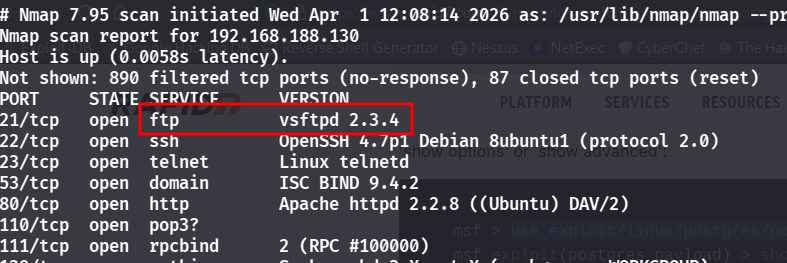 # Nmap 7.95 scan initiated Wed Apr 12:08:14 2026 as: /usr/lib/nmap/nmap --pr
Nmap scan report for 192.168.188.130
Reverse Shell Generator Nessus NetExec CyberChef
Host is up (0.0058s latency).
Not shown: 890 filtered tcp ports (no-response), 87 closed tcp ports (reset)
PORT STATE SERVICE VERSION
PLATFORM SERVICES RESOURCES
21/tcp open ftp vsftpd 2.3.4
22/tcp open ssh OpenSSH 4.7p1 Debian 8ubuntu1 (protocol 2.0)
show options' or 'show advanced':
23/tcp open telnet Linux telnetd
53/tcp open domain ISC BIND 9.4.2
80/tcp open http Apache httpd 2.2.8 ((Ubuntu) DAV/2)
msf > use exploit/linux/postgres/po
110/tcp open pop3?
111/tcp open rpcbind 2 (RPC #100000)
msf exploit(postgres_payload) > sho